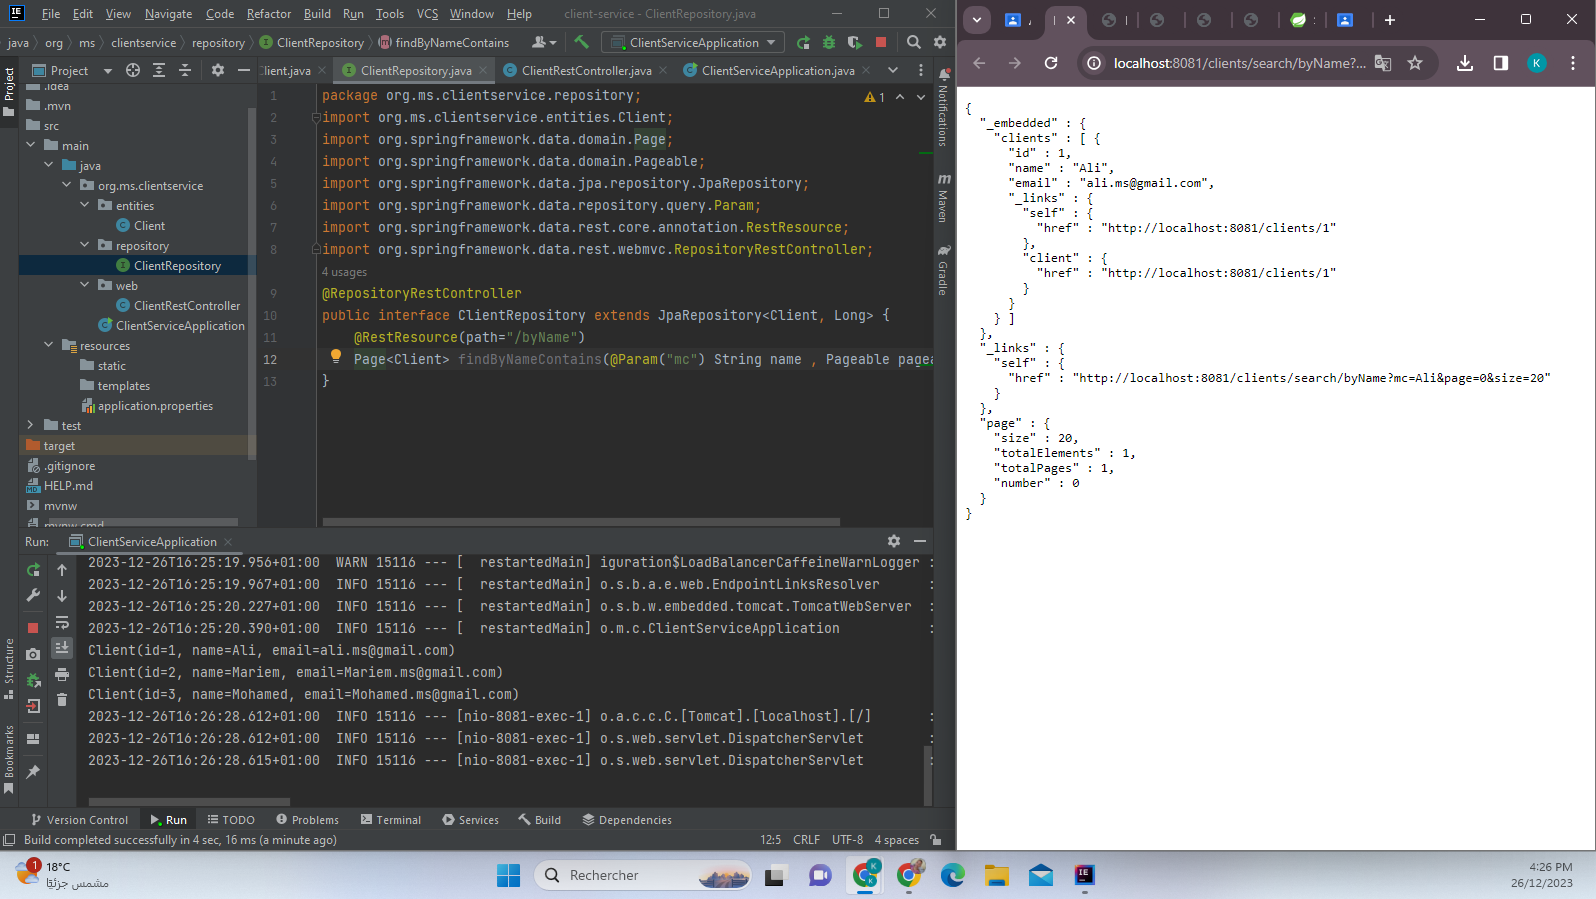 File Edit View Navigate Code Refactor Build Run Tools VCS Window Help client-service - ClientRepository.java
java org ms clientservice repository ClientRepository findByNameContains ClientServiceApplication
Project
Client.java ClientRepository.java ClientRestController.java ClientServiceApplication.java
Project
.idea
.mvn
src
main
java
org.ms.clientservice
entities
Client
repository
ClientRepository
web
ClientRestController
ClientServiceApplication
resources
static
templates
application.properties
test
target
.gitignore
HELP.md
mvnw
mvnw.cmd
1 package org.ms.clientservice.repository;
2 import org.ms.clientservice.entities.Client;
3 import org.springframework.data.domain.Page;
4 import org.springframework.data.domain.Pageable;
5 import org.springframework.data.jpa.repository.JpaRepository;
6 import org.springframework.data.repository.query.Param;
7 import org.springframework.data.rest.core.annotation.RestResource;
8 import org.springframework.data.rest.webmvc.RepositoryRestController;
4 usages
9 @RepositoryRestController
10 public interface ClientRepository extends JpaRepository<Client, Long> {
11 @RestResource(path="/byName")
12 Page<Client> findByNameContains(@Param("mc") String name , Pageable pagea
13 }
1
Notifications
Maven
Gradle
Run: ClientServiceApplication
2023-12-26T16:25:19.956+01:00 WARN 15116 --- [ restartedMain] iguration$LoadBalancerCaffeineWarnLogger :
2023-12-26T16:25:19.967+01:00 INFO 15116 --- [ restartedMain] o.s.b.a.e.web.EndpointLinksResolver
2023-12-26T16:25:20.227+01:00 INFO 15116 --- [ restartedMain] o.s.b.w.embedded.tomcat.TomcatWebServer :
2023-12-26T16:25:20.390+01:00 INFO 15116 --- [ restartedMain] o.m.c.ClientServiceApplication :
Client(id=1, name=Ali, email=ali.ms@gmail.com)
Client(id=2, name=Mariem, email=Mariem.ms@gmail.com)
Client(id=3, name=Mohamed, email=Mohamed.ms@gmail.com)
2023-12-26T16:26:28.612+01:00 INFO 15116 --- [nio-8081-exec-1] o.a.c.c.C.[Tomcat].[localhost].[/] :
2023-12-26T16:26:28.612+01:00 INFO 15116 --- [nio-8081-exec-1] o.s.web.servlet.DispatcherServlet :
2023-12-26T16:26:28.615+01:00 INFO 15116 --- [nio-8081-exec-1] o.s.web.servlet.DispatcherServlet :
Structure
Bookmarks
Version Control Run TODO Problems Terminal Services Build Dependencies
Build completed successfully in 4 sec, 16 ms (a minute ago) 12:5 CRLF UTF-8 4 spaces
localhost:8081/clients/search/byName?... K
{
"_embedded" : {
"clients" : [ {
"id" : 1,
"name" : "Ali",
"email" : "ali.ms@gmail.com",
"_links" : {
"self" : {
"href" : "http://localhost:8081/clients/1"
},
"client" : {
"href" : "http://localhost:8081/clients/1"
}
}
} ]
},
"_links" : {
"self" : {
"href" : "http://localhost:8081/clients/search/byName?mc=Ali&page=0&size=20"
}
},
"page" : {
"size" : 20,
"totalElements" : 1,
"totalPages" : 1,
"number" : 0
}
}
1 18°C
مشمس جزئيًا
Rechercher
4:26 PM
26/12/2023